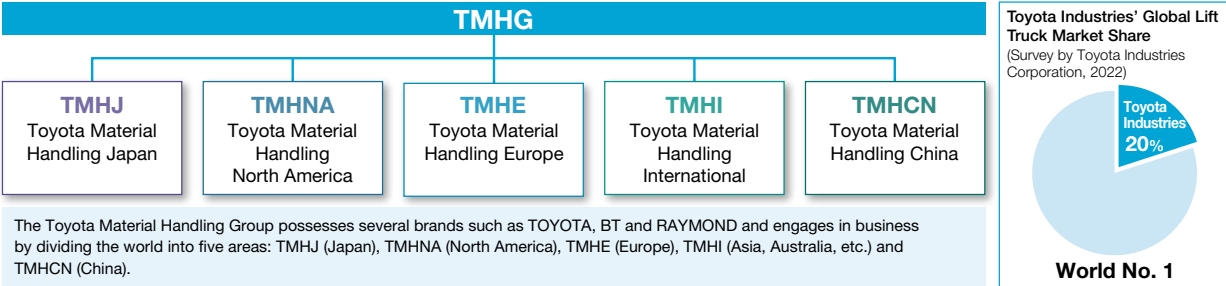 TMHG
TMHJ
Toyota Material
Handling Japan
TMHNA
Toyota Material
Handling
North America
TMHE
Toyota Material
Handling Europe
TMHI
Toyota Material
Handling
International
TMHCN
Toyota Material
Handling China
The Toyota Material Handling Group possesses several brands such as TOYOTA, BT and RAYMOND and engages in business
by dividing the world into five areas: TMHJ (Japan), TMHNA (North America), TMHE (Europe), TMHI (Asia, Australia, etc.) and
TMHCN (China).
Toyota Industries’ Global Lift
Truck Market Share
(Survey by Toyota Industries
Corporation, 2022)
Toyota
Industries
20%
World No. 1